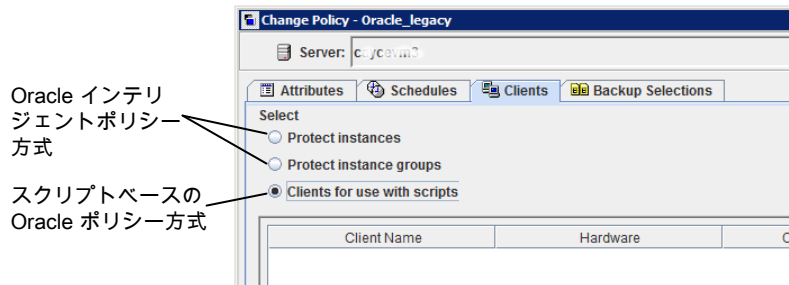 Change Policy - Oracle_legacy
Server:
Attributes Schedules Clients Backup Selections
Select
Oracle インテリ
ジェントポリシー
方式
Protect instances
Protect instance groups
スクリプトベースの
Oracle ポリシー方式
Clients for use with scripts
Client Name Hardware